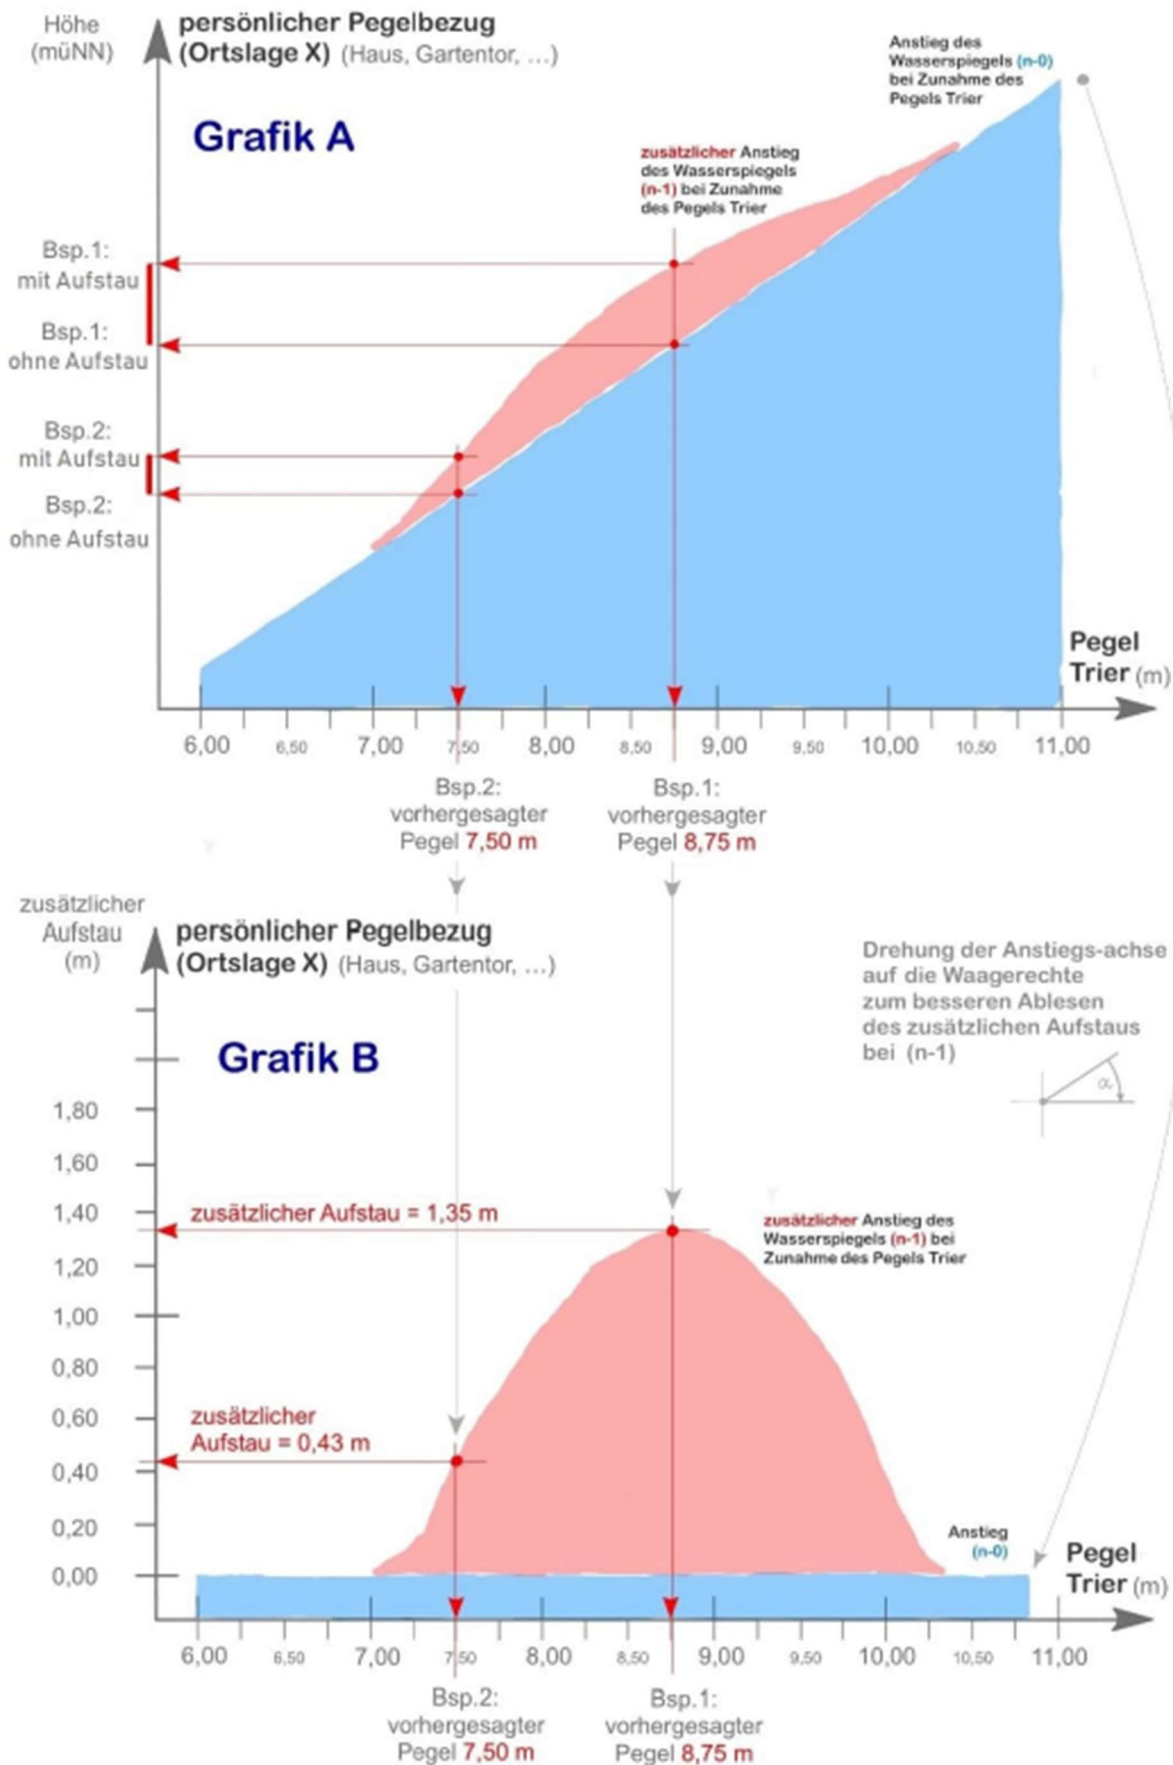 Höhe
(müNN)
persönlicher Pegelbezug
(Ortslage X) (Haus, Gartentor, ...)
Grafik A
Anstieg des
Wasserspiegels (n-0)
bei Zunahme des
Pegels Trier
zusätzlicher Anstieg
des Wasserspiegels
(n-1) bei Zunahme
des Pegels Trier
Bsp.1:
mit Aufstau
Bsp.1:
ohne Aufstau
Bsp.2:
mit Aufstau
Bsp.2:
ohne Aufstau
Pegel
Trier (m)
6,00 6,50 7,00 7,50 8,00 8,50 9,00 9,50 10,00 10,50 11,00
Bsp.2:
vorhergesagter
Pegel 7,50 m
Bsp.1:
vorhergesagter
Pegel 8,75 m
zusätzlicher
Aufstau
(m)
persönlicher Pegelbezug
(Ortslage X) (Haus, Gartentor, ...)
Grafik B
Drehung der Anstiegs-achse
auf die Waagerechte
zum besseren Ablesen
des zusätzlichen Aufstaus
bei (n-1)
α
1,80
1,60
1,40
1,20
1,00
0,80
0,60
0,40
0,20
0,00
zusätzlicher Aufstau = 1,35 m
zusätzlicher Anstieg des
Wasserspiegels (n-1) bei
Zunahme des Pegels Trier
zusätzlicher
Aufstau = 0,43 m
Anstieg
(n-0)
Pegel
Trier (m)
6,00 6,50 7,00 7,50 8,00 8,50 9,00 9,50 10,00 10,50 11,00
Bsp.2:
vorhergesagter
Pegel 7,50 m
Bsp.1:
vorhergesagter
Pegel 8,75 m